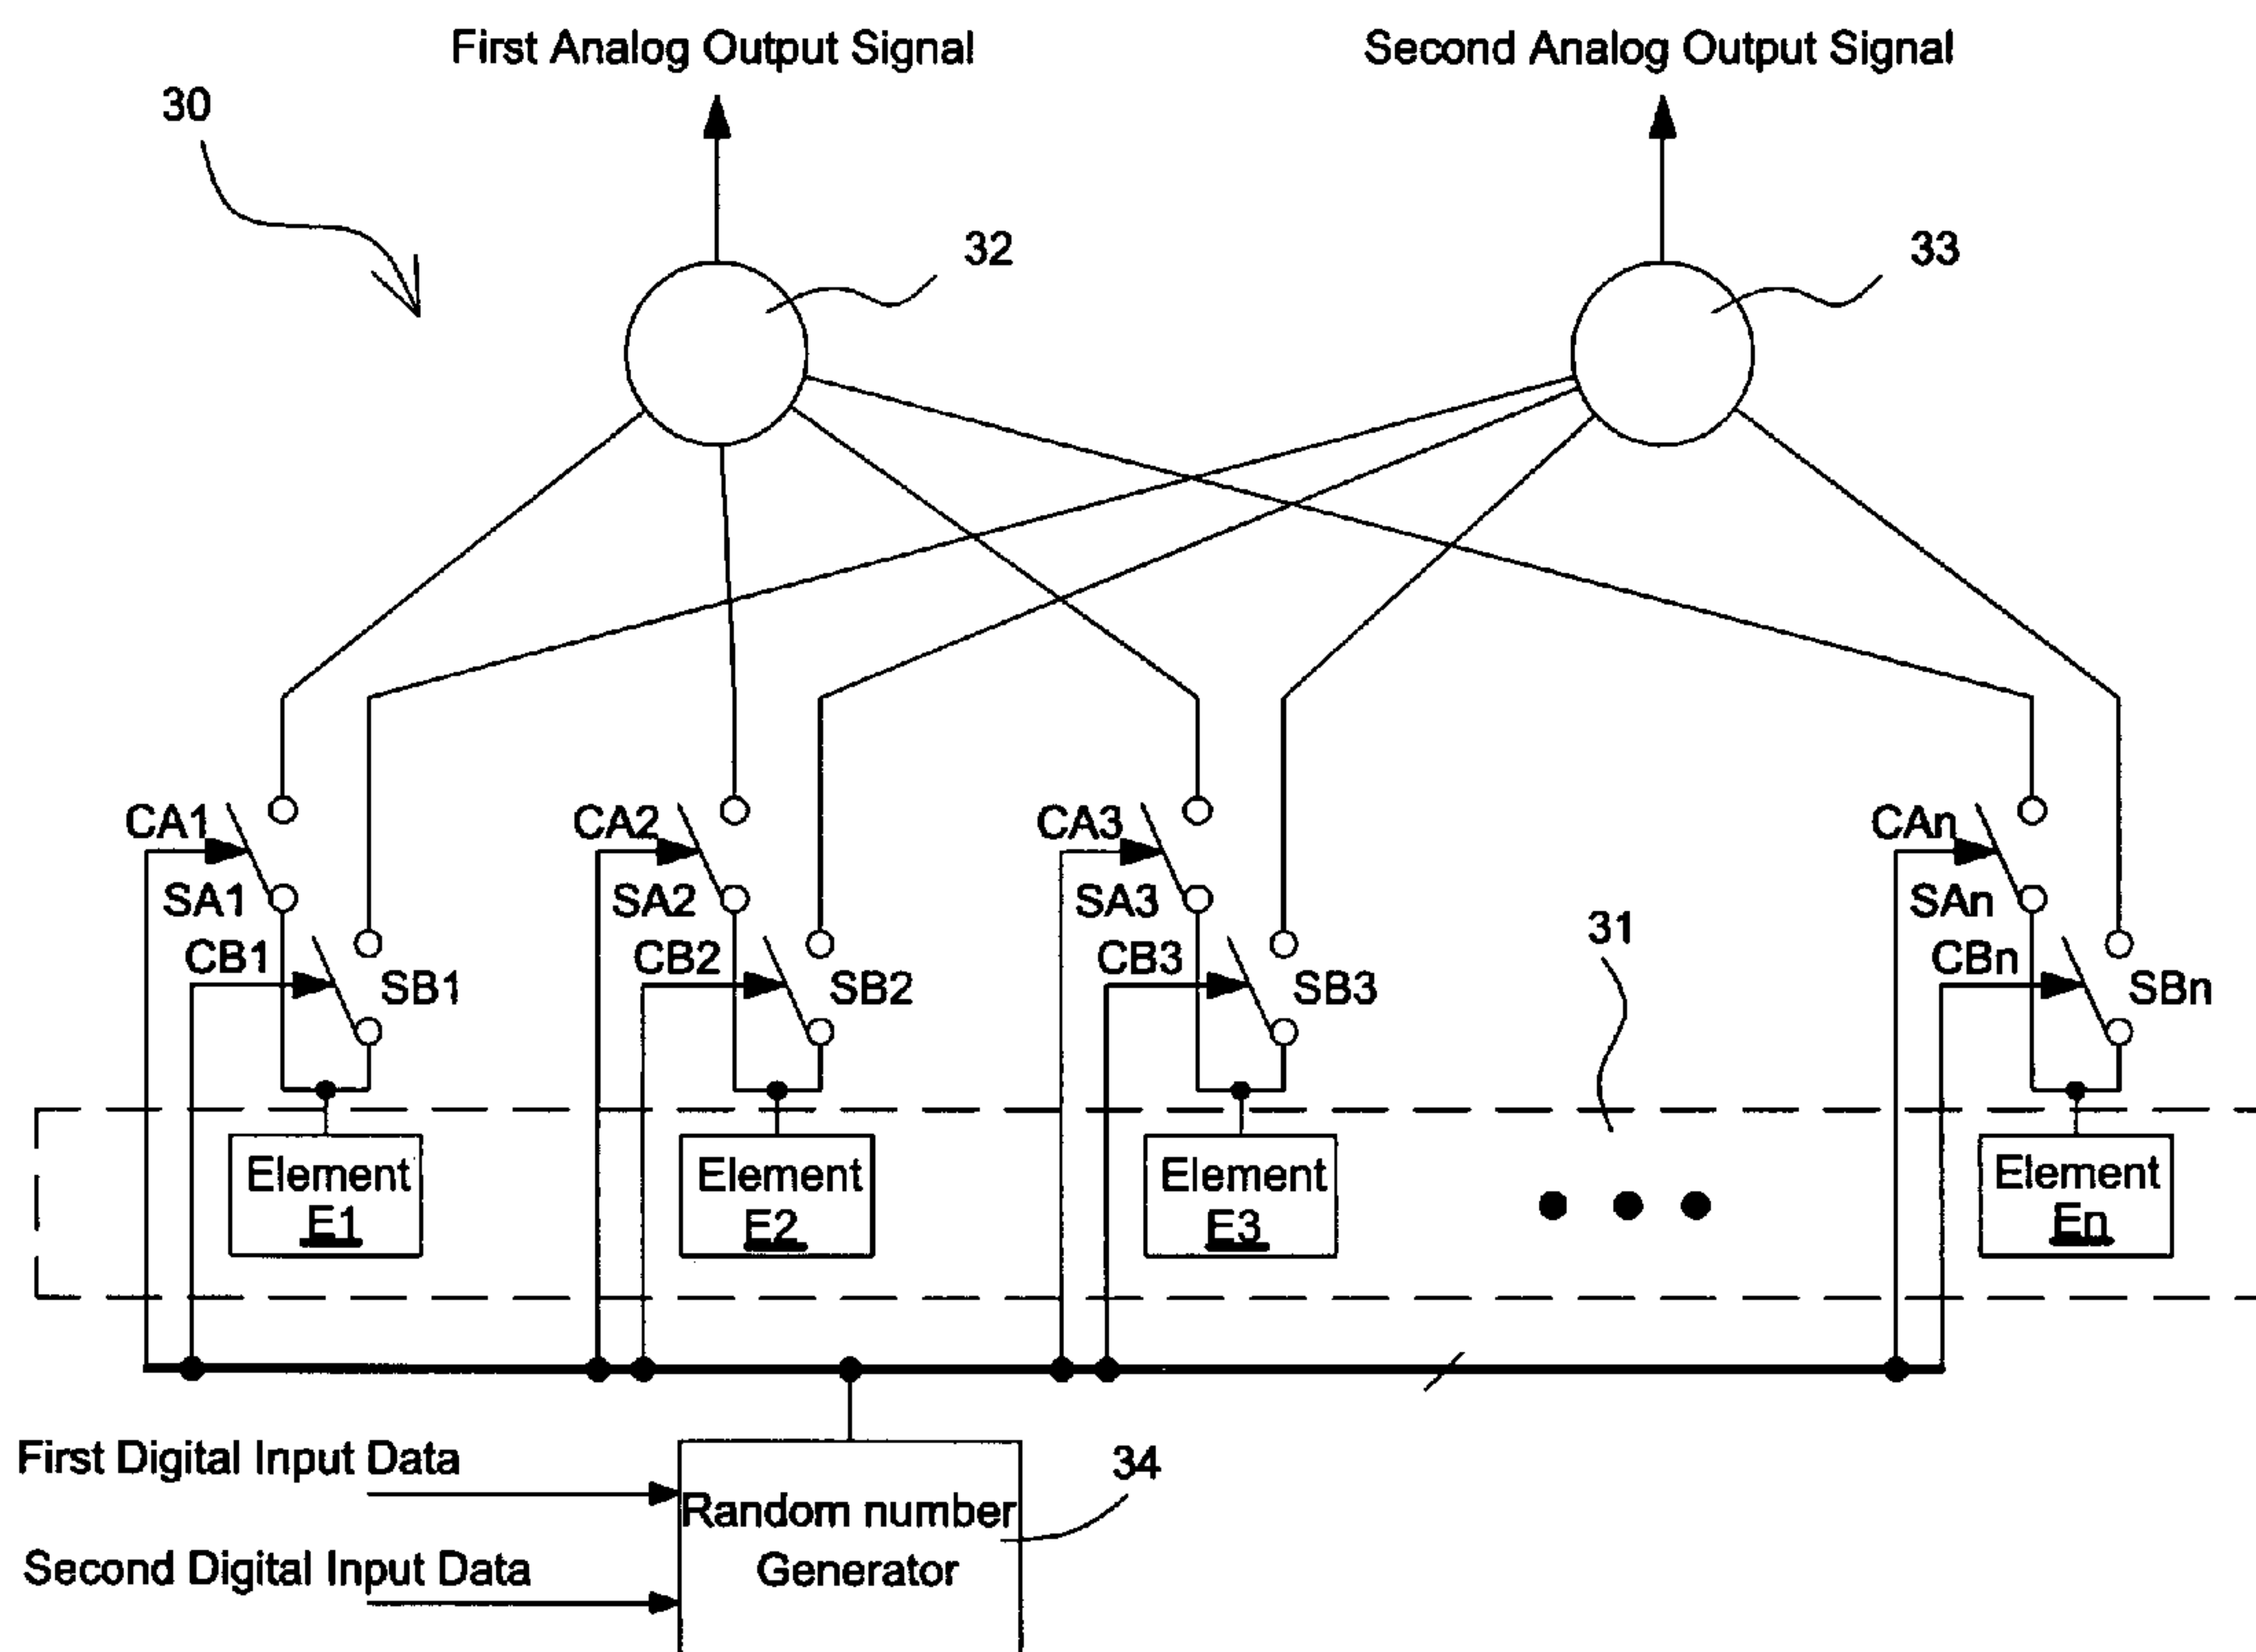 First Analog Output Signal
Second Analog Output Signal
30
32
33
CA1
CA2
CA3
CAn
SA1
SA2
SA3
SAn
31
CB1
CB2
CB3
CBn
SB1
SB2
SB3
SBn
Element
E1
Element
E2
Element
E3
Element
En
First Digital Input Data
34
Random number
Generator
Second Digital Input Data